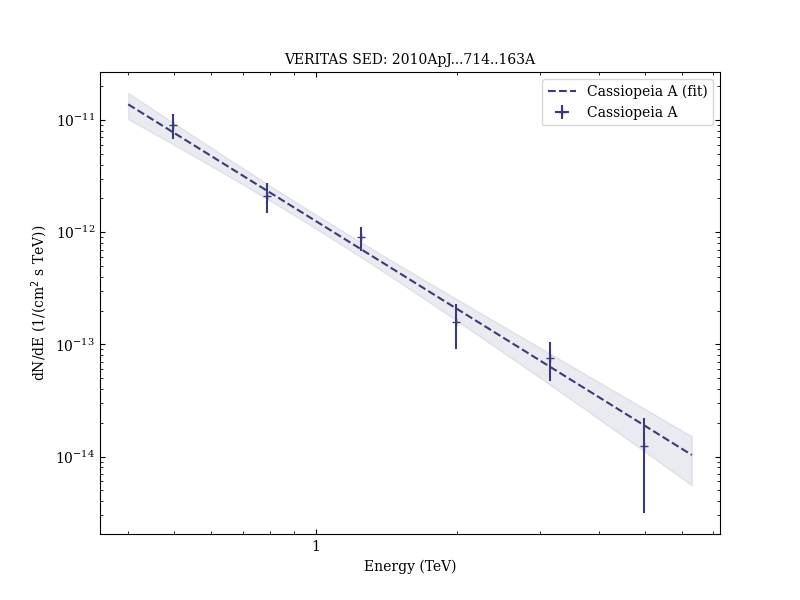 VERITAS SED: 2010ApJ...714..163A
Cassiopeia A (fit)
Cassiopeia A
dN/dE (1/(cm² s TeV))
10⁻¹¹
10⁻¹²
10⁻¹³
10⁻¹⁴
1
Energy (TeV)